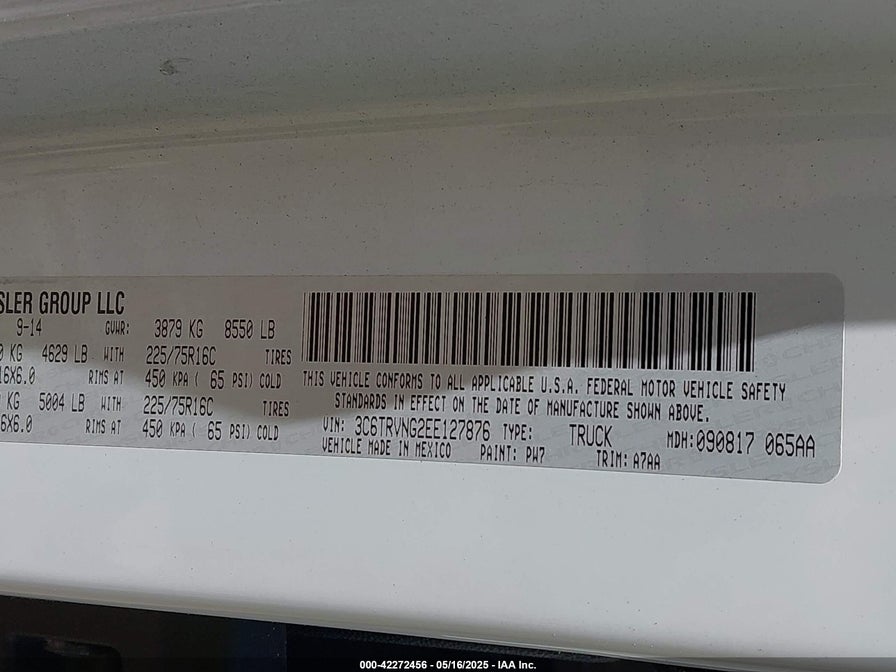 SLER GROUP LLC
9-14 GVWR: 3879 KG 8550 LB
KG 4629 LB WITH 225/75R16C TIRES
16X6.0 RIMS AT 450 KPA ( 65 PSI) COLD
KG 5004 LB WITH 225/75R16C TIRES
6X6.0 RIMS AT 450 KPA ( 65 PSI) COLD
THIS VEHICLE CONFORMS TO ALL APPLICABLE U.S.A. FEDERAL MOTOR VEHICLE SAFETY
STANDARDS IN EFFECT ON THE DATE OF MANUFACTURE SHOWN ABOVE.
VIN: 3C6TRVNG2EE127876 TYPE: TRUCK MDH:090817 065AA
VEHICLE MADE IN MEXICO PAINT: PW7 TRIM: A7AA
000-42272456 - 05/16/2025 - IAA Inc.